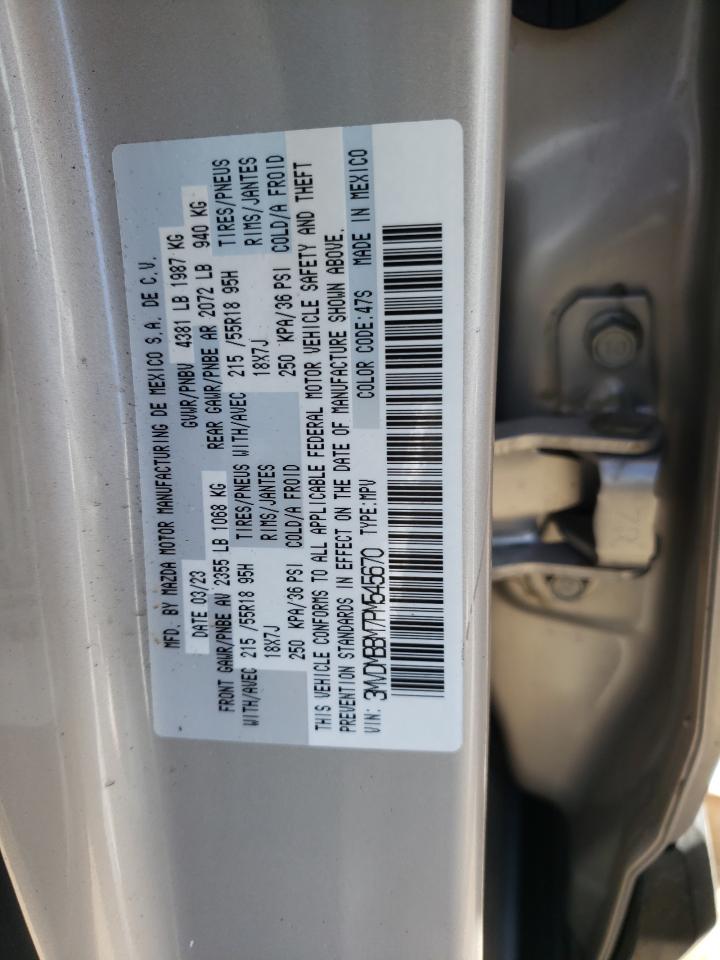 MFD. BY MAZDA MOTOR MANUFACTURING DE MEXICO S.A. DE C.V.
DATE 03/23 GVWR/PNBV 4381 LB 1987 KG
FRONT GAWR/PNBE AV 2355 LB 1068 KG REAR GAWR/PNBE AR 2072 LB 940 KG
WITH/AVEC 215 /55R18 95H TIRES/PNEUS WITH/AVEC 215 /55R18 95H TIRES/PNEUS
18X7J RIMS/JANTES 18X7J RIMS/JANTES
250 KPA/36 PSI COLD/A FROID 250 KPA/36 PSI COLD/A FROID
THIS VEHICLE CONFORMS TO ALL APPLICABLE FEDERAL MOTOR VEHICLE SAFETY AND THEFT
PREVENTION STANDARDS IN EFFECT ON THE DATE OF MANUFACTURE SHOWN ABOVE.
VIN: 3MVDMBBM7PM545670 TYPE:MPV COLOR CODE:47S MADE IN MEXICO